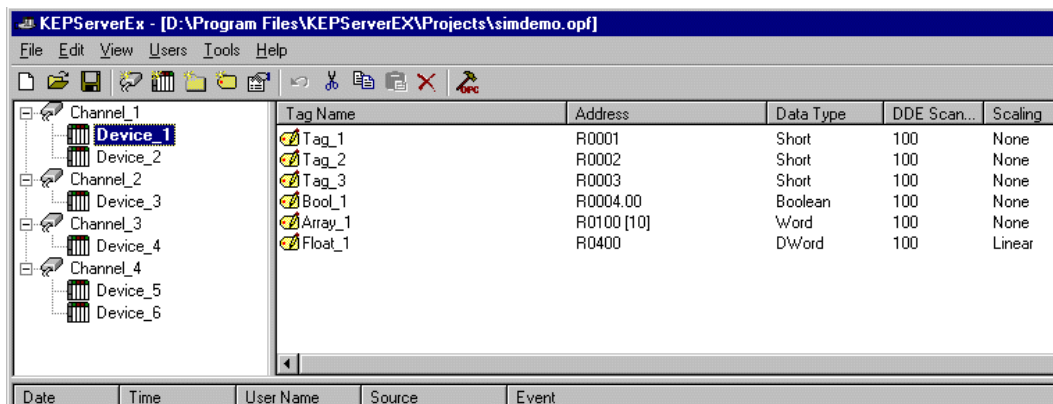 KEPServerEx - [D:\Program Files\KEPServerEX\Projects\simdemo.opf]
File Edit View Users Tools Help
OPC
Channel_1
Device_1
Device_2
Channel_2
Device_3
Channel_3
Device_4
Channel_4
Device_5
Device_6
Tag Name Address Data Type DDE Scan... Scaling
Tag_1 R0001 Short 100 None
Tag_2 R0002 Short 100 None
Tag_3 R0003 Short 100 None
Bool_1 R0004.00 Boolean 100 None
Array_1 R0100 [10] Word 100 None
Float_1 R0400 DWord 100 Linear
Date Time User Name Source Event